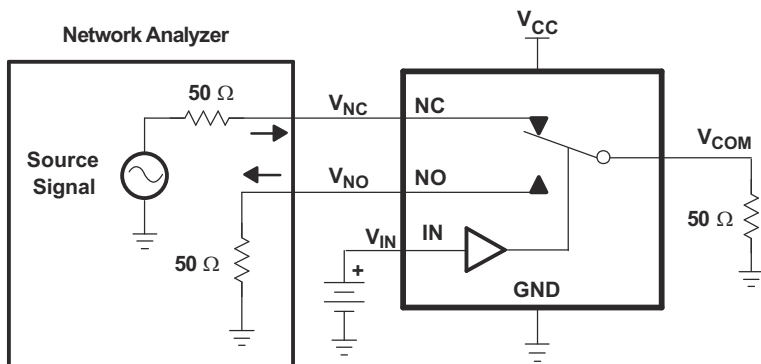 V_CC
Network Analyzer
50 Ω
V_NC
NC
Source
Signal
V_COM
V_NO
NO
50 Ω
50 Ω
V_IN
IN
+
GND